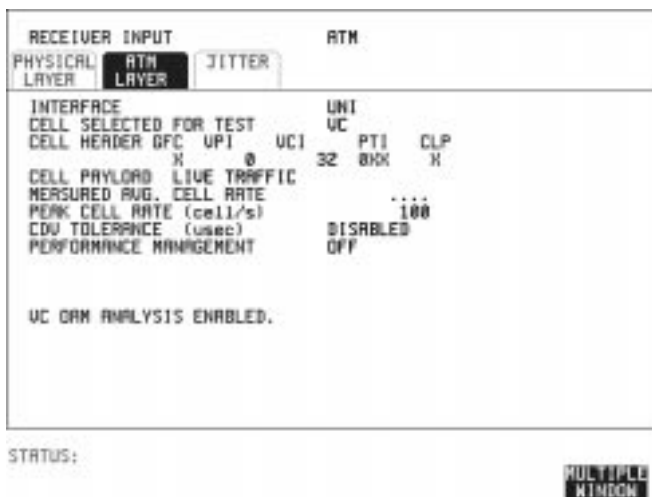 RECEIVER INPUT ATM
PHYSICAL LAYER ATM LAYER JITTER
INTERFACE UNI
CELL SELECTED FOR TEST VC
CELL HEADER GFC VPI VCI PTI CLP
X 0 32 0XX X
CELL PAYLOAD LIVE TRAFFIC
MEASURED AVG. CELL RATE ....
PEAK CELL RATE (cell/s) 100
CDV TOLERANCE (usec) DISABLED
PERFORMANCE MANAGEMENT OFF
VC OAM ANALYSIS ENABLED.
STATUS:
MULTIPLE
WINDOW